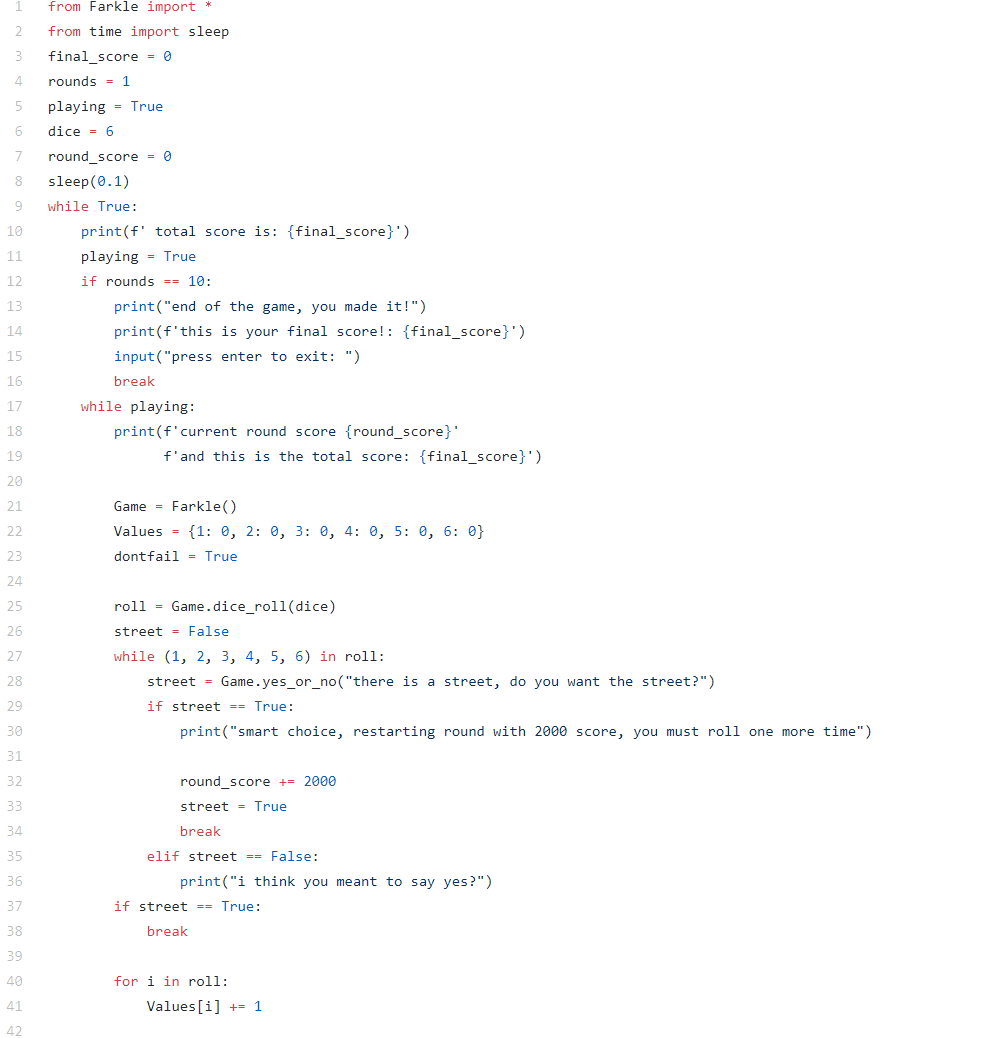 1 from Farkle import *
2 from time import sleep
3 final_score = 0
4 rounds = 1
5 playing = True
6 dice = 6
7 round_score = 0
8 sleep(0.1)
9 while True:
10     print(f' total score is: {final_score}')
11     playing = True
12     if rounds == 10:
13         print("end of the game, you made it!")
14         print(f'this is your final score!: {final_score}')
15         input("press enter to exit: ")
16         break
17     while playing:
18         print(f'current round score {round_score}'
19               f'and this is the total score: {final_score}')
20
21         Game = Farkle()
22         Values = {1: 0, 2: 0, 3: 0, 4: 0, 5: 0, 6: 0}
23         dontfail = True
24
25         roll = Game.dice_roll(dice)
26         street = False
27         while (1, 2, 3, 4, 5, 6) in roll:
28             street = Game.yes_or_no("there is a street, do you want the street?")
29             if street == True:
30                 print("smart choice, restarting round with 2000 score, you must roll one more time")
31
32                 round_score += 2000
33                 street = True
34                 break
35             elif street == False:
36                 print("i think you meant to say yes?")
37         if street == True:
38             break
39
40         for i in roll:
41             Values[i] += 1
42